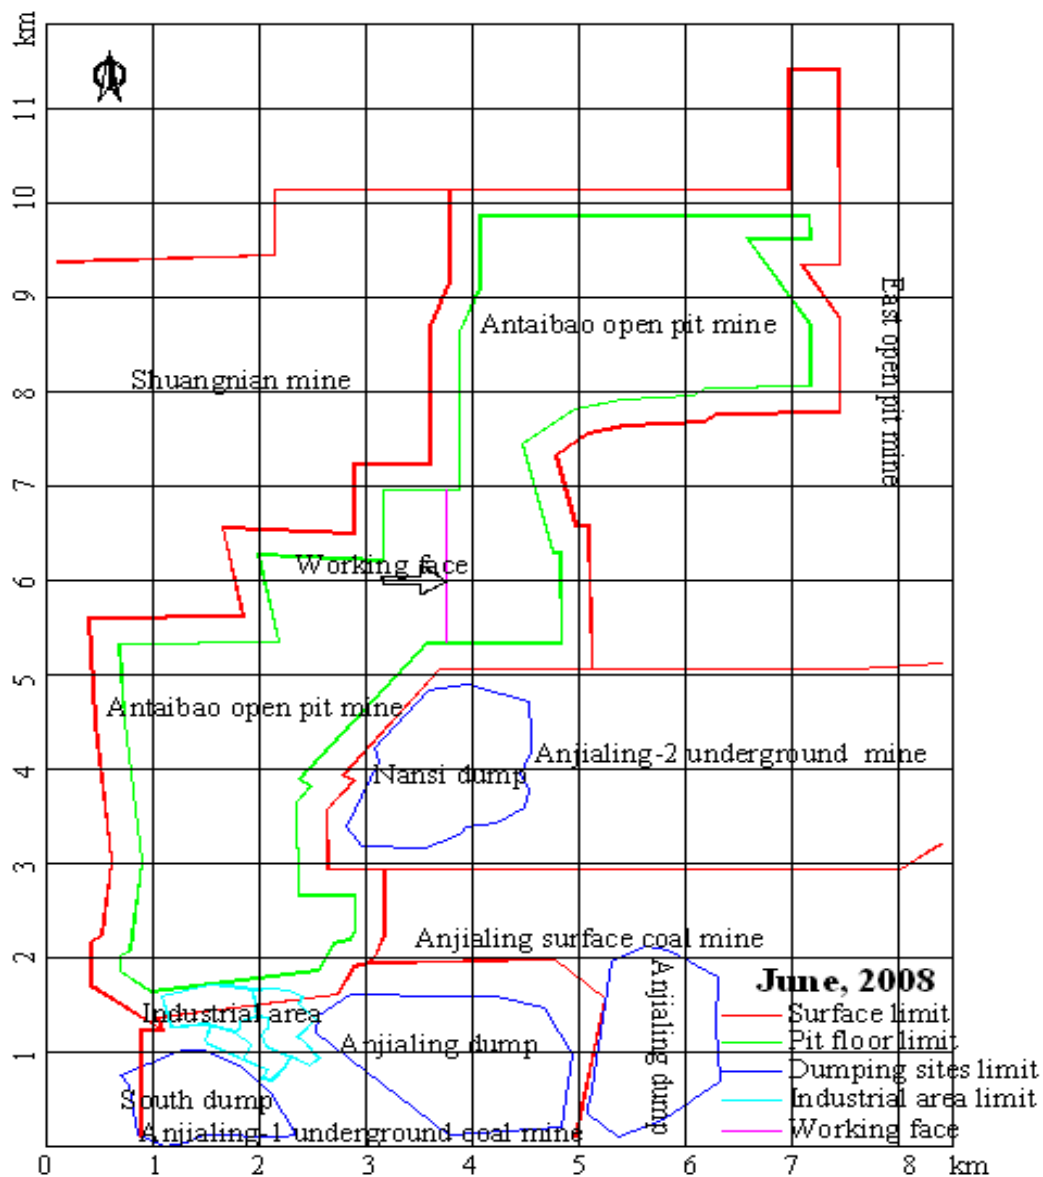 km
11
10
9
8
7
6
5
4
3
2
1
Antaibao open pit mine
East open pit mine
Shuangnian mine
Working face
Antaibao open pit mine
Anjialing-2 underground mine
Nansi dump
Anjialing surface coal mine
Anjialing dump
June, 2008
Surface limit
Pit floor limit
Dumping sites limit
Industrial area limit
Working face
Industrial area
Anjialing dump
South dump
Anjialing-1 underground coal mine
0 1 2 3 4 5 6 7 8 km